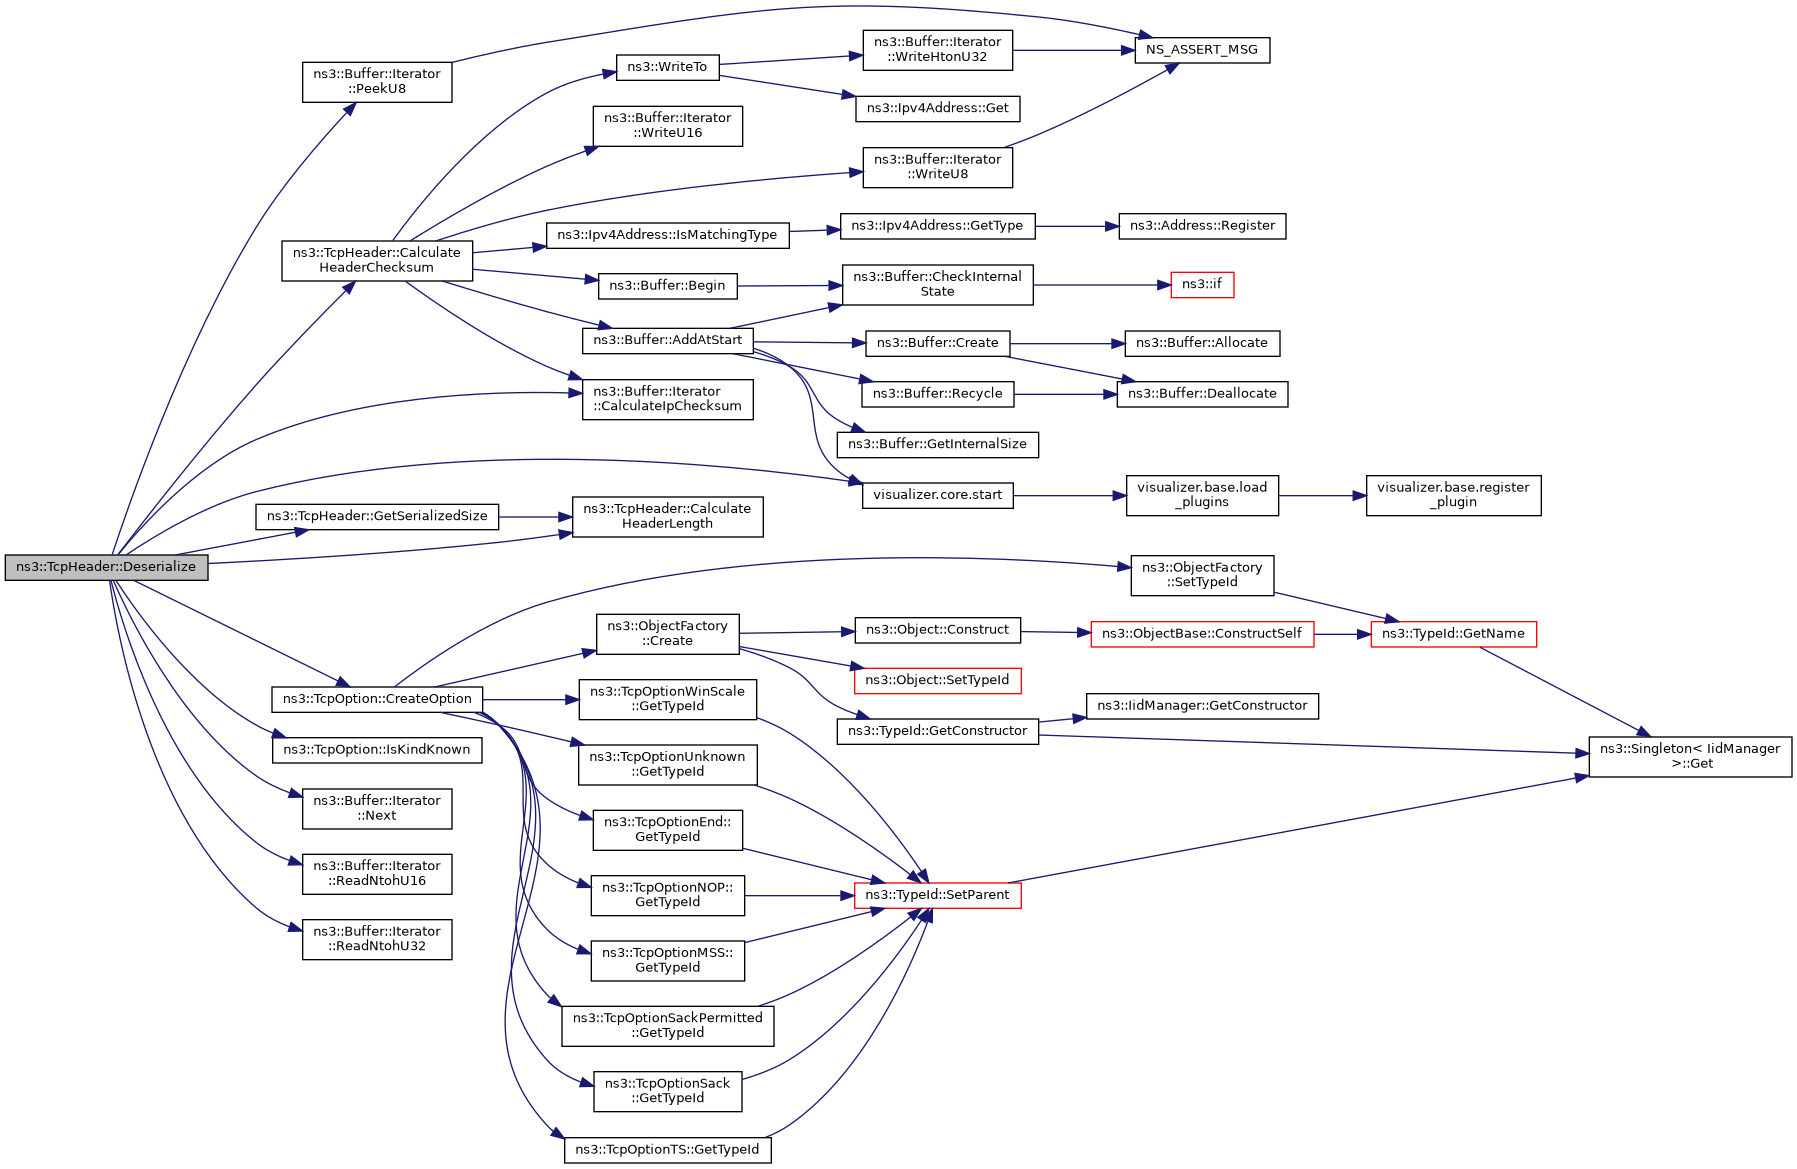 ns3::TcpHeader::Deserialize
ns3::Buffer::Iterator
::PeekU8
ns3::TcpHeader::Calculate
HeaderChecksum
ns3::TcpHeader::GetSerializedSize
ns3::TcpOption::CreateOption
ns3::TcpOption::IsKindKnown
ns3::Buffer::Iterator
::Next
ns3::Buffer::Iterator
::ReadNtohU16
ns3::Buffer::Iterator
::ReadNtohU32
ns3::WriteTo
ns3::Buffer::Iterator
::WriteU16
ns3::Ipv4Address::IsMatchingType
ns3::Buffer::Begin
ns3::Buffer::AddAtStart
ns3::Buffer::Iterator
::CalculateIpChecksum
ns3::TcpHeader::Calculate
HeaderLength
ns3::ObjectFactory
::Create
ns3::TcpOptionWinScale
::GetTypeId
ns3::TcpOptionUnknown
::GetTypeId
ns3::TcpOptionEnd::
GetTypeId
ns3::TcpOptionNOP::
GetTypeId
ns3::TcpOptionMSS::
GetTypeId
ns3::TcpOptionSackPermitted
::GetTypeId
ns3::TcpOptionSack
::GetTypeId
ns3::TcpOptionTS::GetTypeId
ns3::Buffer::Iterator
::WriteHtonU32
ns3::Ipv4Address::Get
ns3::Buffer::Iterator
::WriteU8
ns3::Ipv4Address::GetType
ns3::Buffer::CheckInternal
State
ns3::Buffer::Create
ns3::Buffer::Recycle
ns3::Buffer::GetInternalSize
visualizer.core.start
ns3::Object::Construct
ns3::Object::SetTypeId
ns3::TypeId::GetConstructor
ns3::TypeId::SetParent
NS_ASSERT_MSG
ns3::Address::Register
ns3::if
ns3::Buffer::Allocate
ns3::Buffer::Deallocate
visualizer.base.load
_plugins
ns3::ObjectFactory
::SetTypeId
ns3::ObjectBase::ConstructSelf
ns3::IidManager::GetConstructor
visualizer.base.register
_plugin
ns3::TypeId::GetName
ns3::Singleton< IidManager
>::Get